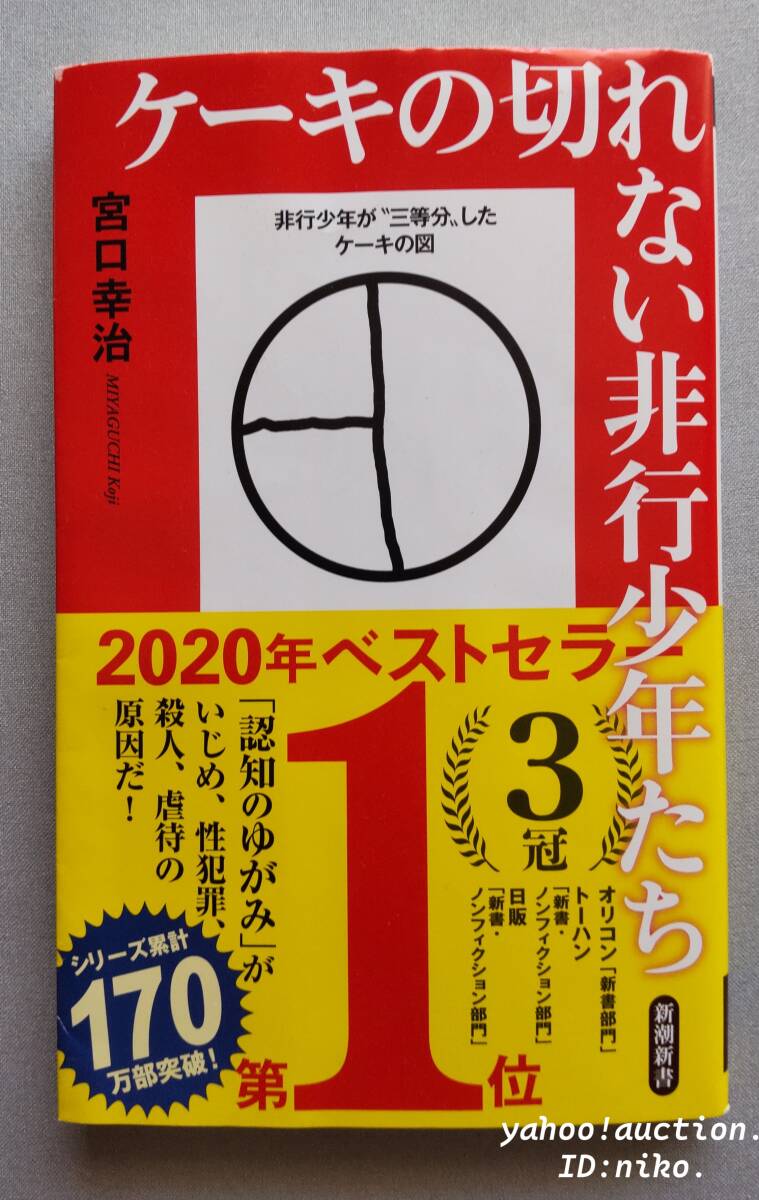 ケーキの切れ
ない非行少年たち
宮口幸治
MIYAGUCHI Koji
非行少年が〝三等分〟した
ケーキの図
2020年ベストセラー
第1位
3
冠
オリコン「新書部門」
トーハン
「新書・
ノンフィクション部門」
日販
「新書・
ノンフィクション部門」
「認知のゆがみ」が
いじめ、性犯罪、
殺人、虐待の
原因だ！
シリーズ累計
170
万部突破！
新潮新書
yahoo!auction.
ID:niko.